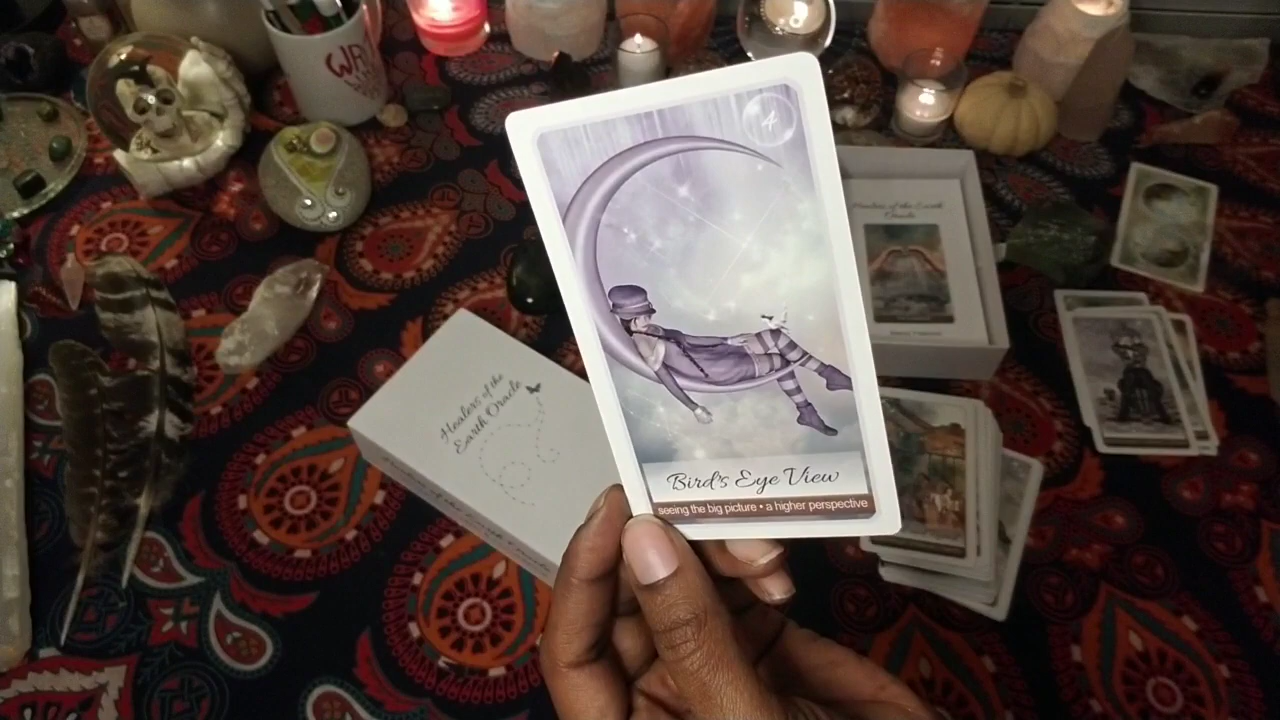 4
Bird's Eye View
seeing the big picture • a higher perspective
Healers of the
Earth Oracle
Healers of the Earth
Oracle